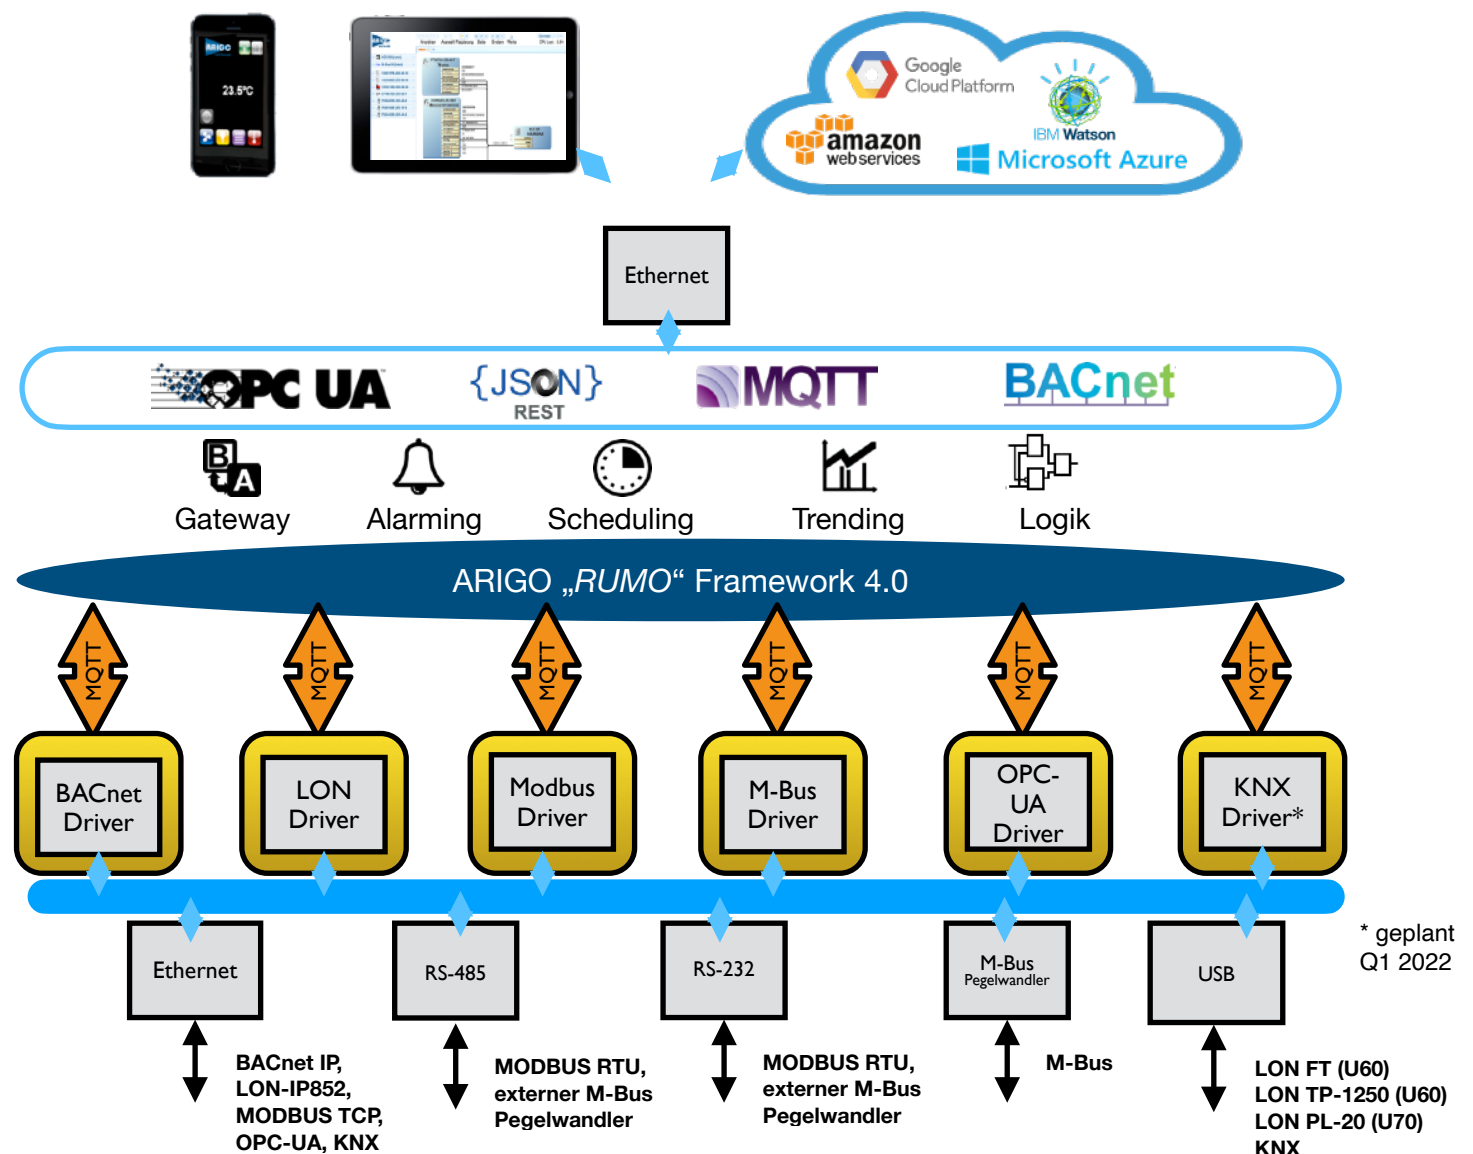 ARIGO
23.5°C
Google
Cloud Platform
IBM Watson
amazon
web services
Microsoft Azure
Ethernet
OPC UA™
{JSON}
REST
MQTT
BACnet
B
A
Gateway
Alarming
Scheduling
Trending
Logik
ARIGO „RUMO“ Framework 4.0
MQTT
MQTT
MQTT
MQTT
MQTT
MQTT
BACnet
Driver
LON
Driver
Modbus
Driver
M-Bus
Driver
OPC-
UA
Driver
KNX
Driver*
Ethernet
RS-485
RS-232
M-Bus
Pegelwandler
USB
* geplant
Q1 2022
BACnet IP,
LON-IP852,
MODBUS TCP,
OPC-UA, KNX
MODBUS RTU,
externer M-Bus
Pegelwandler
MODBUS RTU,
externer M-Bus
Pegelwandler
M-Bus
LON FT (U60)
LON TP-1250 (U60)
LON PL-20 (U70)
KNX